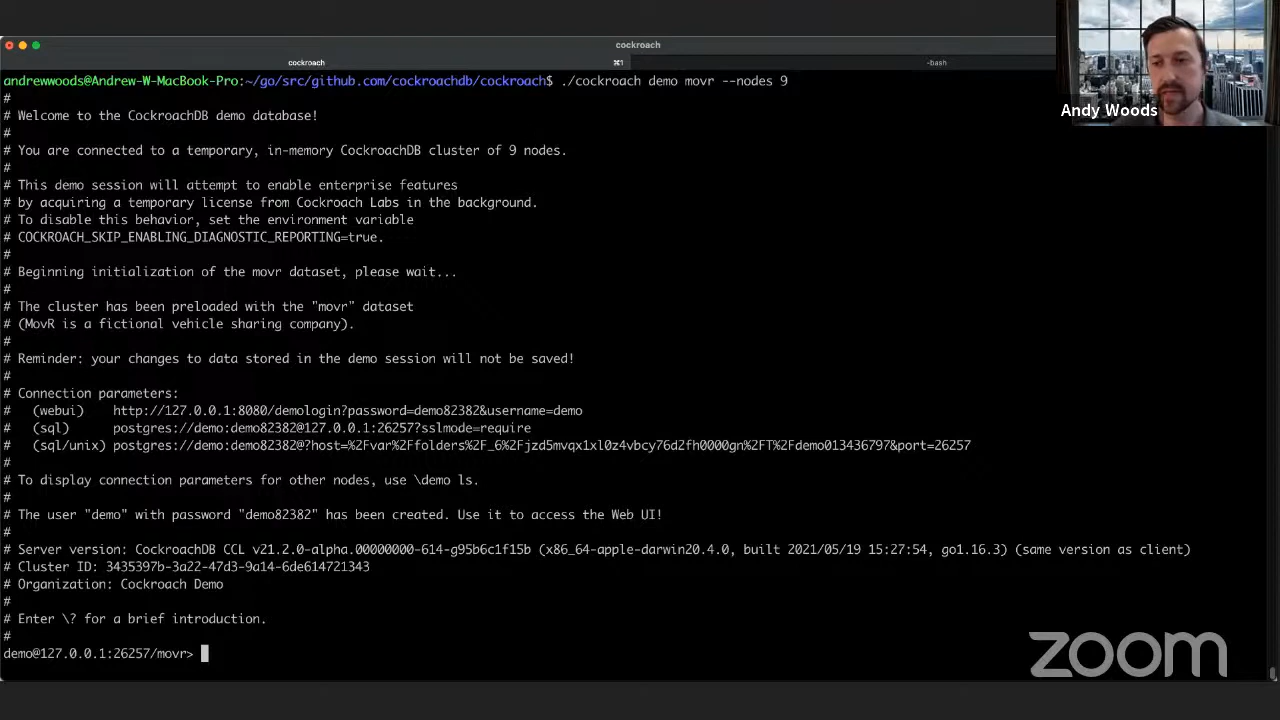 cockroach
cockroach ⌘1 -bash
andrewwoods@Andrew-W-MacBook-Pro:~/go/src/github.com/cockroachdb/cockroach$ ./cockroach demo movr --nodes 9
#
# Welcome to the CockroachDB demo database!
#
# You are connected to a temporary, in-memory CockroachDB cluster of 9 nodes.
#
# This demo session will attempt to enable enterprise features
# by acquiring a temporary license from Cockroach Labs in the background.
# To disable this behavior, set the environment variable
# COCKROACH_SKIP_ENABLING_DIAGNOSTIC_REPORTING=true.
#
# Beginning initialization of the movr dataset, please wait...
#
# The cluster has been preloaded with the "movr" dataset
# (MovR is a fictional vehicle sharing company).
#
# Reminder: your changes to data stored in the demo session will not be saved!
#
# Connection parameters:
#   (webui)    http://127.0.0.1:8080/demologin?password=demo82382&username=demo
#   (sql)      postgres://demo:demo82382@127.0.0.1:26257?sslmode=require
#   (sql/unix) postgres://demo:demo82382@?host=%2Fvar%2Ffolders%2F_6%2Fjzd5mvqx1xl0z4vbcy76d2fh0000gn%2FT%2Fdemo013436797&port=26257
#
# To display connection parameters for other nodes, use \demo ls.
#
# The user "demo" with password "demo82382" has been created. Use it to access the Web UI!
#
# Server version: CockroachDB CCL v21.2.0-alpha.00000000-614-g95b6c1f15b (x86_64-apple-darwin20.4.0, built 2021/05/19 15:27:54, go1.16.3) (same version as client)
# Cluster ID: 3435397b-3a22-47d3-9a14-6de614721343
# Organization: Cockroach Demo
#
# Enter \? for a brief introduction.
#
demo@127.0.0.1:26257/movr>
Andy Woods
zoom